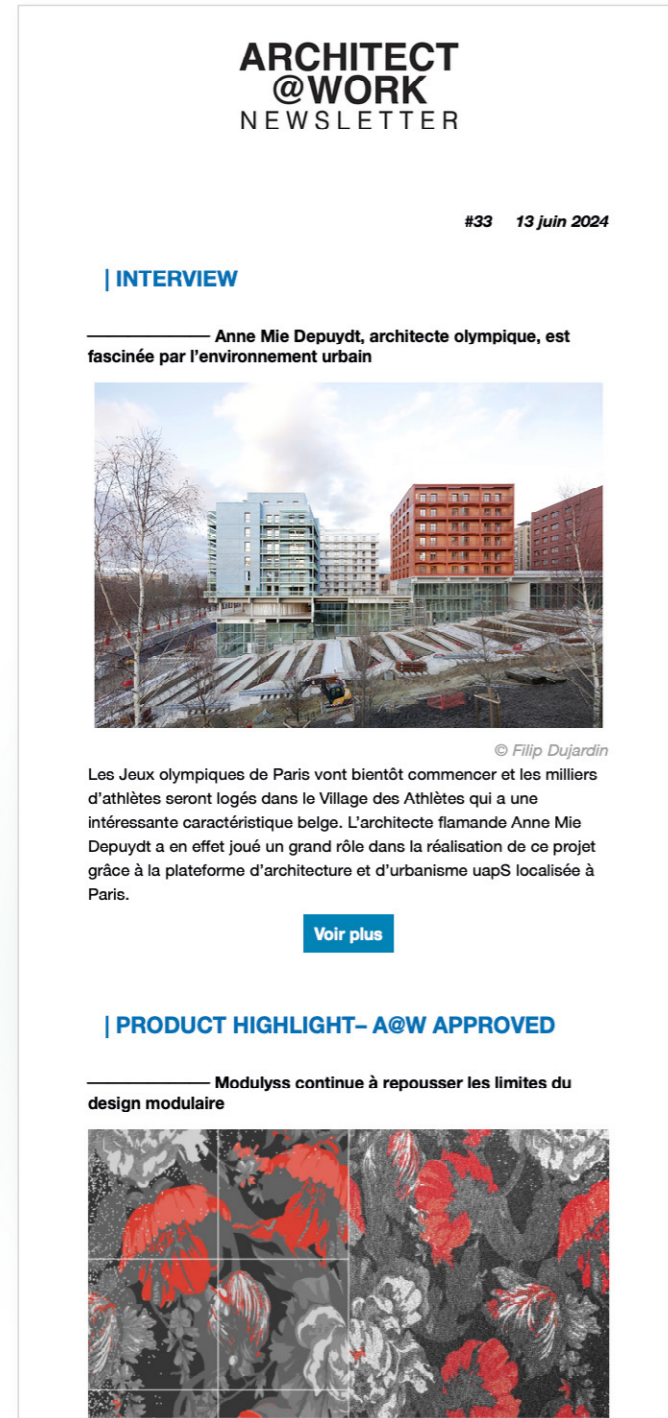 ARCHITECT
@WORK
NEWSLETTER
#33 13 juin 2024
| INTERVIEW
——————— Anne Mie Depuydt, architecte olympique, est
fascinée par l’environnement urbain
© Filip Dujardin
Les Jeux olympiques de Paris vont bientôt commencer et les milliers
d’athlètes seront logés dans le Village des Athlètes qui a une
intéressante caractéristique belge. L’architecte flamande Anne Mie
Depuydt a en effet joué un grand rôle dans la réalisation de ce projet
grâce à la plateforme d’architecture et d’urbanisme uapS localisée à
Paris.
Voir plus
| PRODUCT HIGHLIGHT– A@W APPROVED
——————— Modulyss continue à repousser les limites du
design modulaire